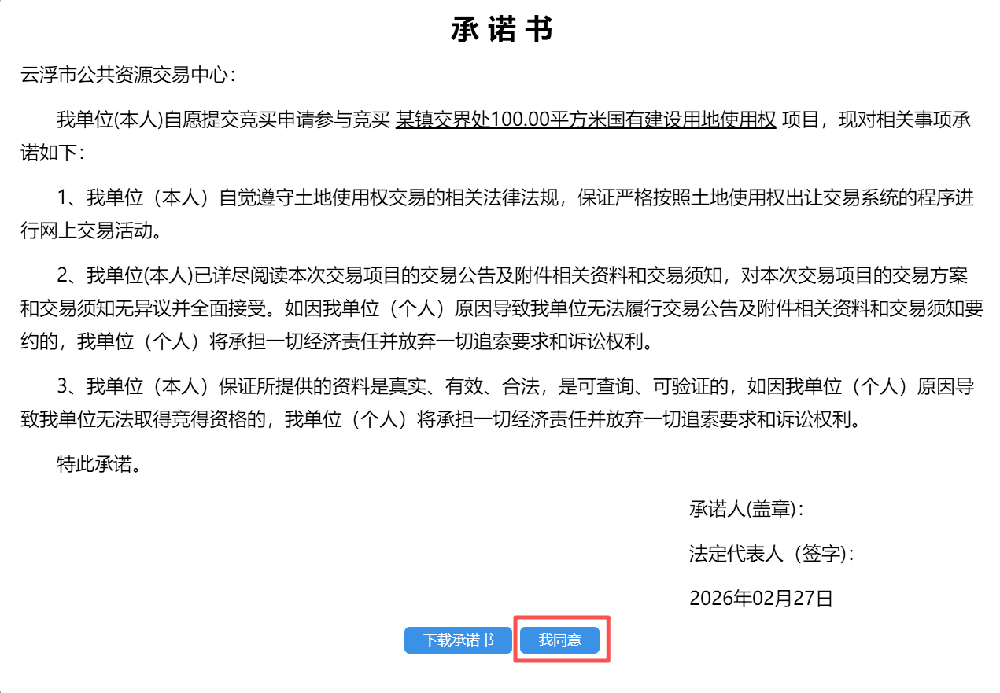 承 诺 书
云浮市公共资源交易中心：
我单位(本人)自愿提交竞买申请参与竞买 某镇交界处100.00平方米国有建设用地使用权 项目，现对相关事项承
诺如下：
1、我单位（本人）自觉遵守土地使用权交易的相关法律法规，保证严格按照土地使用权出让交易系统的程序进
行网上交易活动。
2、我单位(本人)已详尽阅读本次交易项目的交易公告及附件相关资料和交易须知，对本次交易项目的交易方案
和交易须知无异议并全面接受。如因我单位（个人）原因导致我单位无法履行交易公告及附件相关资料和交易须知要
约的，我单位（个人）将承担一切经济责任并放弃一切追索要求和诉讼权利。
3、我单位（本人）保证所提供的资料是真实、有效、合法，是可查询、可验证的，如因我单位（个人）原因导
致我单位无法取得竞得资格的，我单位（个人）将承担一切经济责任并放弃一切追索要求和诉讼权利。
特此承诺。
承诺人(盖章)：
法定代表人（签字)：
2026年02月27日
下载承诺书 我同意